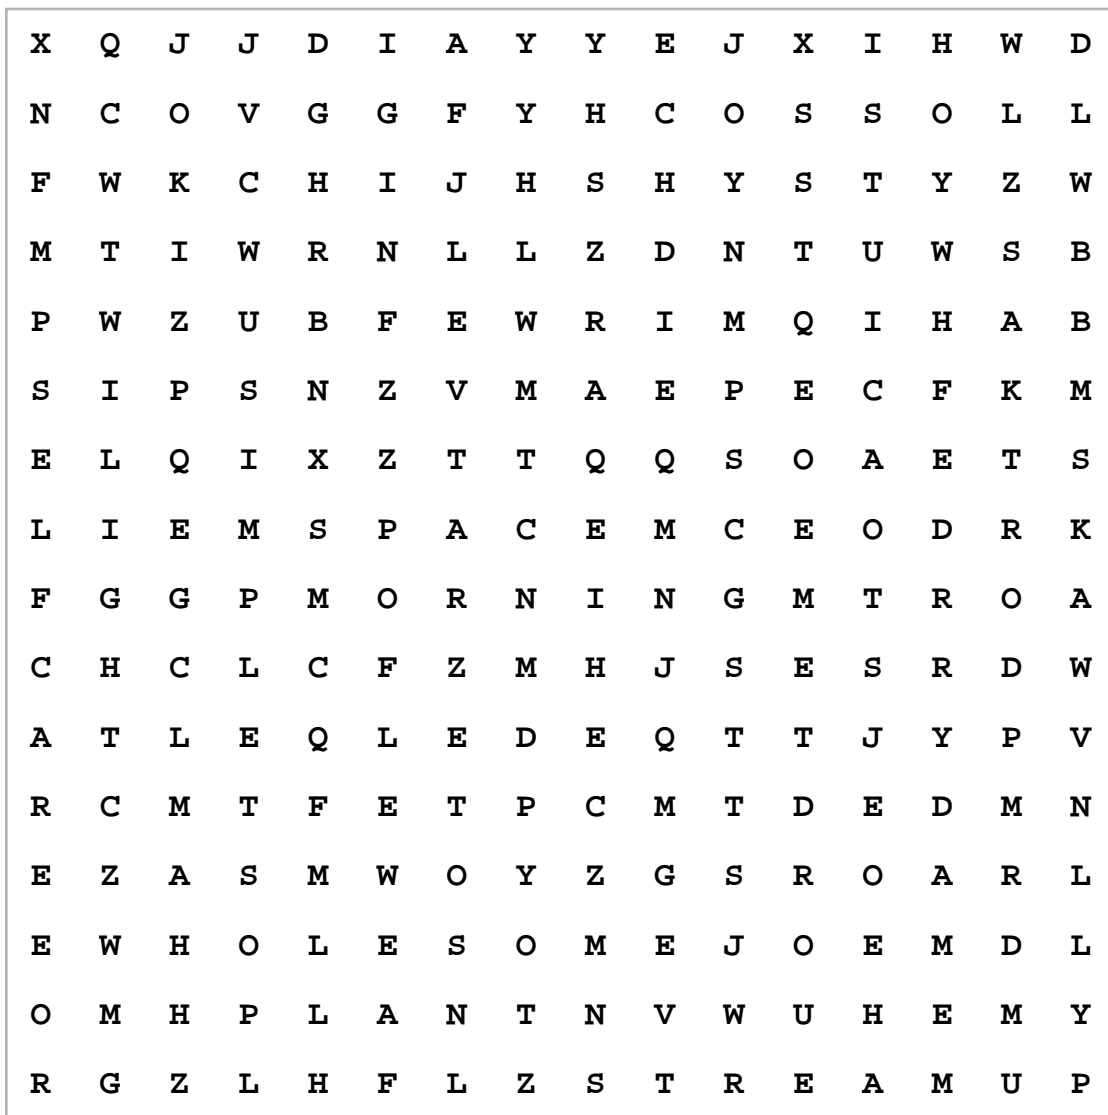 X Q J J D I A Y Y E J X I H W D
N C O V G G F Y H C O S S O L L
F W K C H I J H S H Y S T Y Z W
M T I W R N L L Z D N T U W S B
P W Z U B F E W R I M Q I H A B
S I P S N Z V M A E P E C F K M
E L Q I X Z T T Q Q S O A E T S
L I E M S P A C E M C E O D R K
F G G P M O R N I N G M T R O A
C H C L C F Z M H J S E S R D W
A T L E Q L E D E Q T T J Y P V
R C M T F E T P C M T D E D M N
E Z A S M W O Y Z G S R O A R L
E W H O L E S O M E J O E M D L
O M H P L A N T N V W U H E M Y
R G Z L H F L Z S T R E A M U P